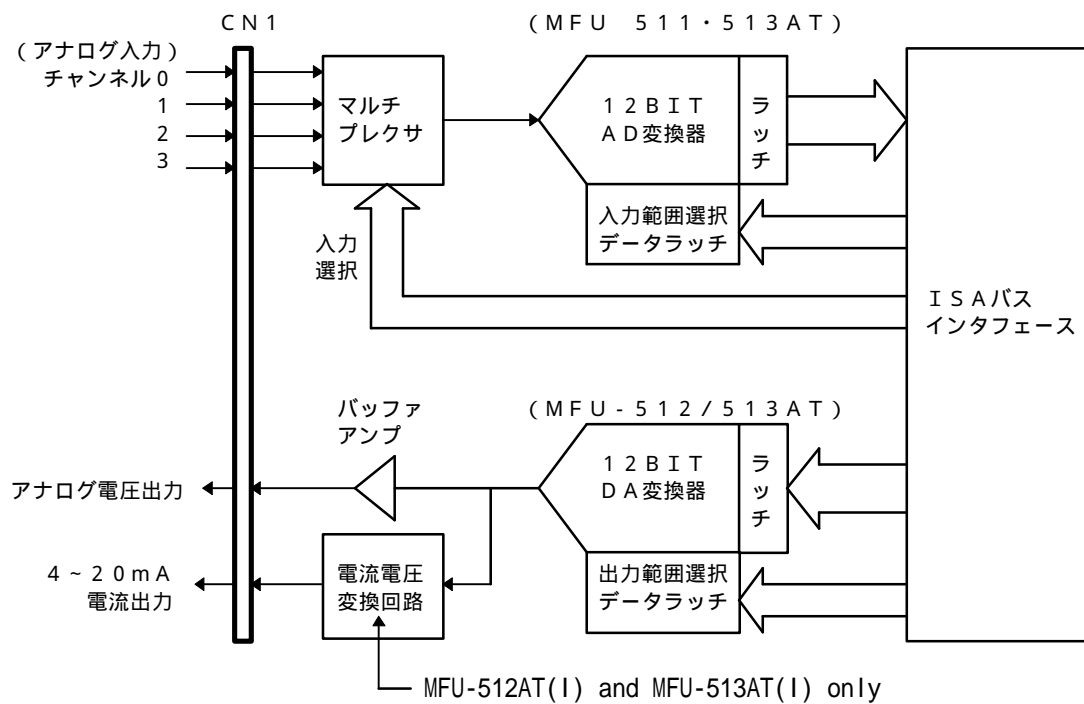 CN1
(MFU 511・513AT)
(アナログ入力)
チャンネル0
1
2
3
マルチ
プレクサ
12BIT
AD変換器
ラッチ
入力範囲選択
データラッチ
入力
選択
ISAバス
インタフェース
バッファ
アンプ
(MFU-512/513AT)
12BIT
DA変換器
ラッチ
アナログ電圧出力
4~20mA
電流出力
電流電圧
変換回路
出力範囲選択
データラッチ
MFU-512AT(I) and MFU-513AT(I) only